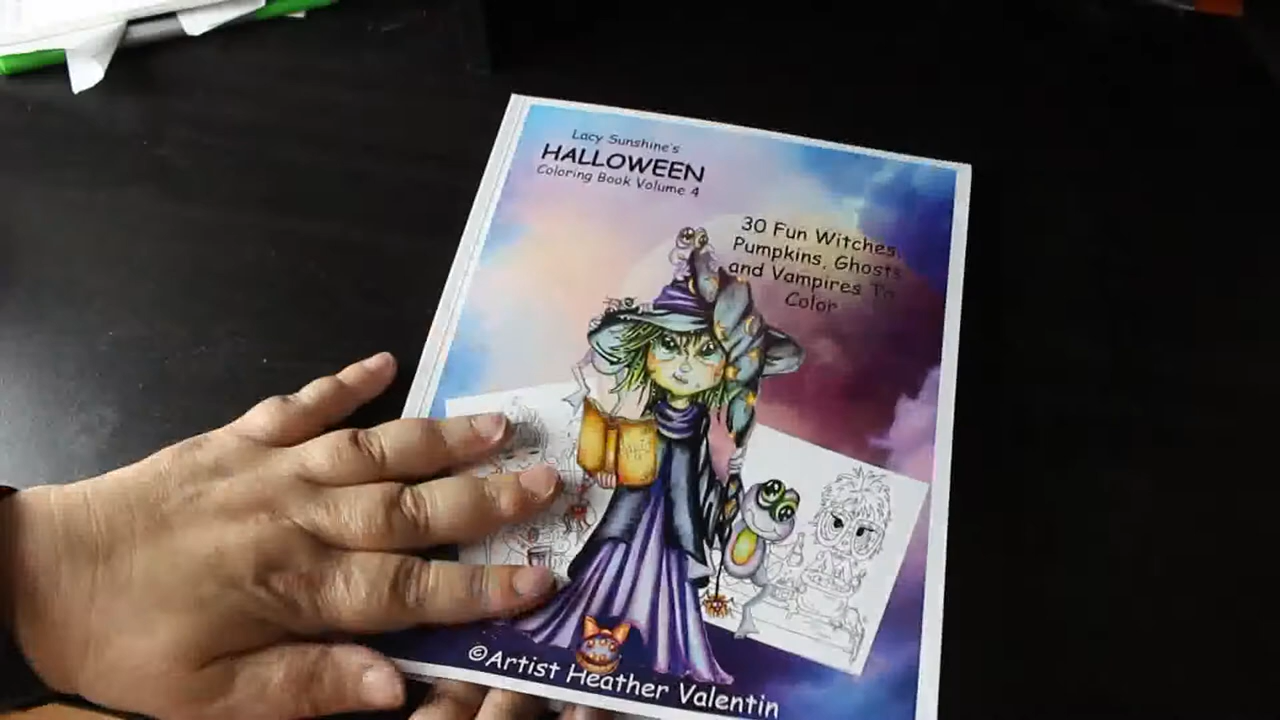 Lacy Sunshine's
HALLOWEEN
Coloring Book Volume 4
30 Fun Witches,
Pumpkins, Ghosts
and Vampires To
Color
©Artist Heather Valentin